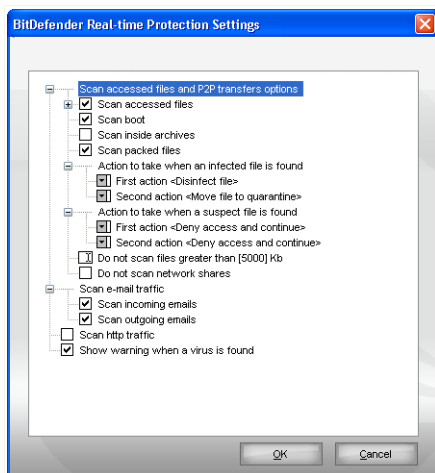 BitDefender Real-time Protection Settings
Scan accessed files and P2P transfers options
Scan accessed files
Scan boot
Scan inside archives
Scan packed files
Action to take when an infected file is found
First action <Disinfect file>
Second action <Move file to quarantine>
Action to take when a suspect file is found
First action <Deny access and continue>
Second action <Deny access and continue>
Do not scan files greater than [5000] Kb
Do not scan network shares
Scan e-mail traffic
Scan incoming emails
Scan outgoing emails
Scan http traffic
Show warning when a virus is found
OK Cancel